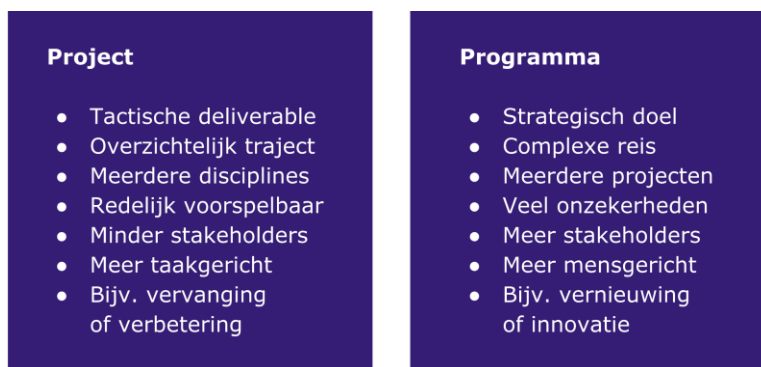 Project
● Tactische deliverable
● Overzichtelijk traject
● Meerdere disciplines
● Redelijk voorspelbaar
● Minder stakeholders
● Meer taakgericht
● Bijv. vervanging
of verbetering
Programma
● Strategisch doel
● Complexe reis
● Meerdere projecten
● Veel onzekerheden
● Meer stakeholders
● Meer mensgericht
● Bijv. vernieuwing
of innovatie